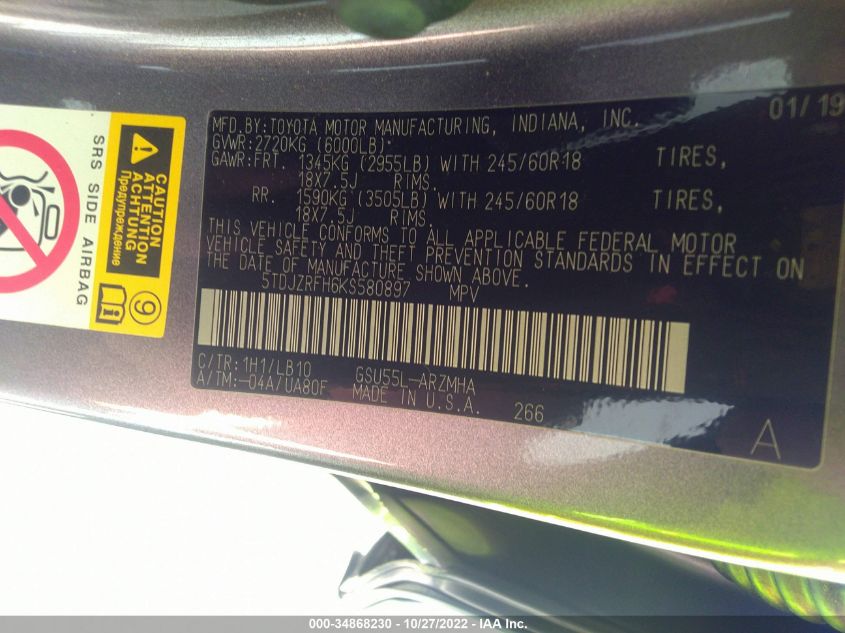 MFD.BY:TOYOTA MOTOR MANUFACTURING, INDIANA, INC. 01/19
GVWR:2720KG (6000LB)*
GAWR:FRT. 1345KG (2955LB) WITH 245/60R18 TIRES,
18X7.5J RIMS.
RR. 1590KG (3505LB) WITH 245/60R18 TIRES,
18X7.5J RIMS.
THIS VEHICLE CONFORMS TO ALL APPLICABLE FEDERAL MOTOR
VEHICLE SAFETY AND THEFT PREVENTION STANDARDS IN EFFECT ON
THE DATE OF MANUFACTURE SHOWN ABOVE.
5TDJZRFH6KS580897 MPV
C/TR:1H1/LB10 GSU55L-ARZMHA
A/TM:-04A/UA80F MADE IN U.S.A. 266
A
SRS SIDE AIRBAG
CAUTION
ATTENTION
ACHTUNG
Предупреждение
9
000-34868230 - 10/27/2022 - IAA Inc.